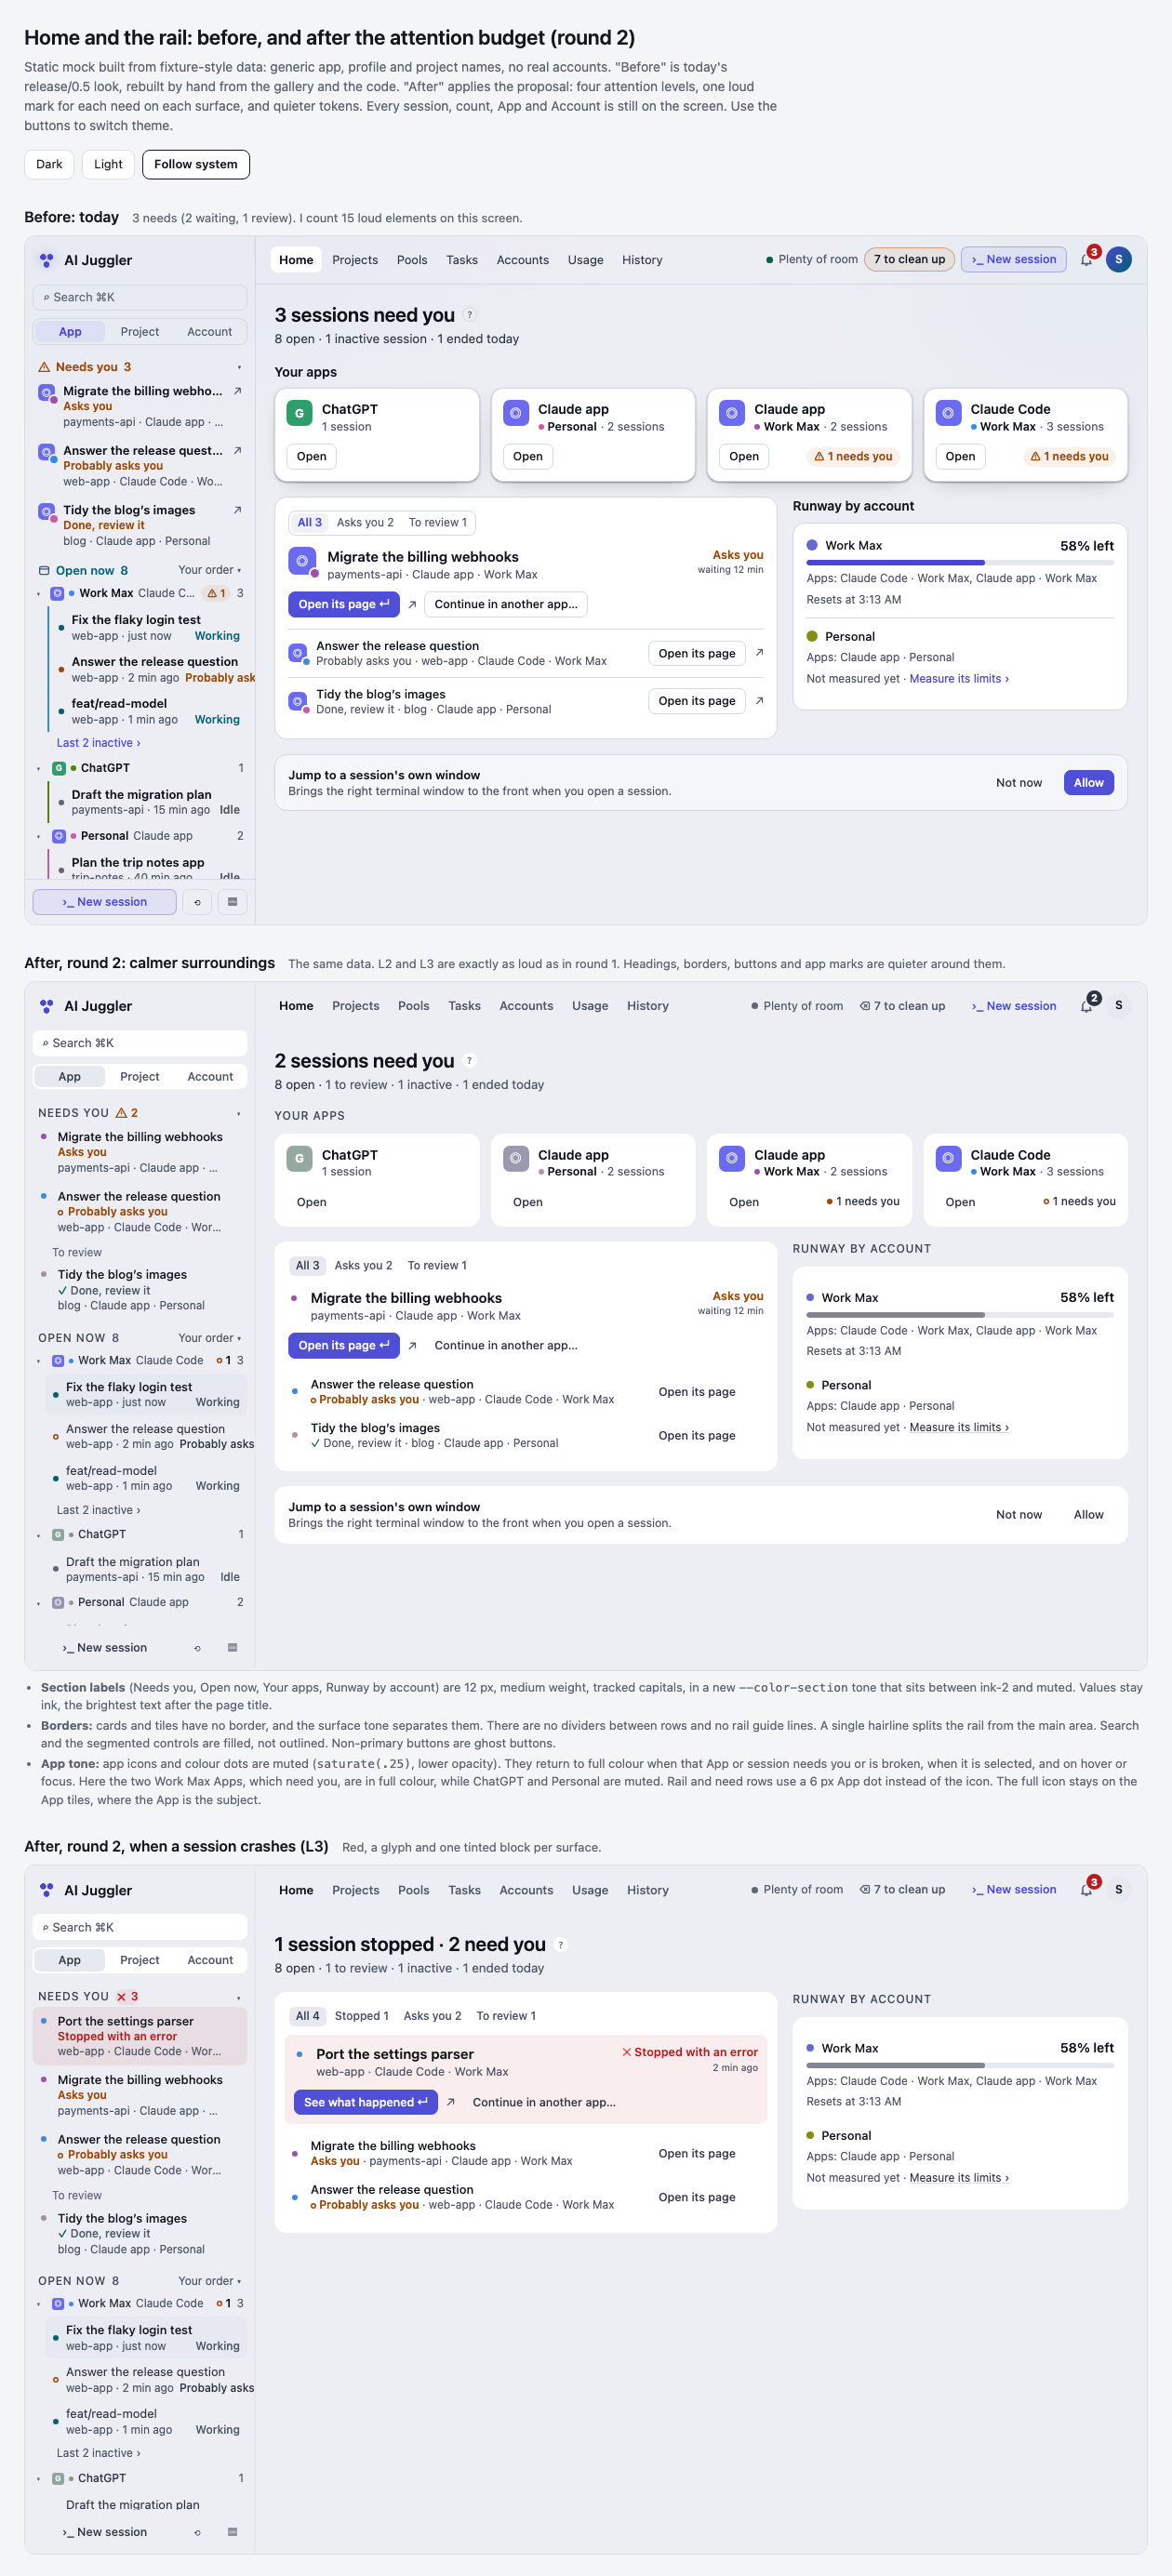 Home and the rail: before, and after the attention budget (round 2)
Static mock built from fixture-style data: generic app, profile and project names, no real accounts. "Before" is today's
release/0.5 look, rebuilt by hand from the gallery and the code. "After" applies the proposal: four attention levels, one loud
mark for each need on each surface, and quieter tokens. Every session, count, App and Account is still on the screen. Use the
buttons to switch theme.
Dark
Light
Follow system
Before: today
3 needs (2 waiting, 1 review). I count 15 loud elements on this screen.
AI Juggler
Search ⌘K
App
Project
Account
Needs you 3
Migrate the billing webho... ↗
Asks you
payments-api · Claude app · ...
Answer the release quest... ↗
Probably asks you
web-app · Claude Code · Wo...
Tidy the blog's images ↗
Done, review it
blog · Claude app · Personal
Open now 8
Your order
Work Max Claude C... 1 3
Fix the flaky login test
web-app · just now Working
Answer the release question
web-app · 2 min ago Probably ask
feat/read-model
web-app · 1 min ago Working
Last 2 inactive ›
G ChatGPT 1
Draft the migration plan
payments-api · 15 min ago Idle
Personal Claude app 2
Plan the trip notes app
trip-notes · 40 min ago Idle
›_ New session
Home
Projects
Pools
Tasks
Accounts
Usage
History
Plenty of room
7 to clean up
›_ New session
3
S
3 sessions need you ?
8 open · 1 inactive session · 1 ended today
Your apps
G ChatGPT
1 session
Open
Claude app
Personal · 2 sessions
Open
Claude app
Work Max · 2 sessions
Open
1 needs you
Claude Code
Work Max · 3 sessions
Open
1 needs you
All 3
Asks you 2
To review 1
Migrate the billing webhooks
payments-api · Claude app · Work Max
Asks you
waiting 12 min
Open its page ↵
↗
Continue in another app...
Answer the release question
Probably asks you · web-app · Claude Code · Work Max
Open its page ↗
Tidy the blog's images
Done, review it · blog · Claude app · Personal
Open its page ↗
Runway by account
Work Max 58% left
Apps: Claude Code · Work Max, Claude app · Work Max
Resets at 3:13 AM
Personal
Apps: Claude app · Personal
Not measured yet · Measure its limits ›
Jump to a session's own window
Brings the right terminal window to the front when you open a session.
Not now
Allow
After, round 2: calmer surroundings
The same data. L2 and L3 are exactly as loud as in round 1. Headings, borders, buttons and app marks are quieter around them.
AI Juggler
Search ⌘K
App
Project
Account
NEEDS YOU 2
Migrate the billing webhooks
Asks you
payments-api · Claude app · ...
Answer the release question
Probably asks you
web-app · Claude Code · Wor...
To review
Tidy the blog's images
✓ Done, review it
blog · Claude app · Personal
OPEN NOW 8
Your order
Work Max Claude Code 1 3
Fix the flaky login test
web-app · just now Working
Answer the release question
web-app · 2 min ago Probably asks
feat/read-model
web-app · 1 min ago Working
Last 2 inactive ›
G ChatGPT 1
Draft the migration plan
payments-api · 15 min ago Idle
Personal Claude app 2
›_ New session
Home
Projects
Pools
Tasks
Accounts
Usage
History
Plenty of room
7 to clean up
›_ New session
2
S
2 sessions need you ?
8 open · 1 to review · 1 inactive · 1 ended today
YOUR APPS
G ChatGPT
1 session
Open
Claude app
Personal · 2 sessions
Open
Claude app
Work Max · 2 sessions
Open
1 needs you
Claude Code
Work Max · 3 sessions
Open
1 needs you
All 3
Asks you 2
To review 1
Migrate the billing webhooks
payments-api · Claude app · Work Max
Asks you
waiting 12 min
Open its page ↵
↗
Continue in another app...
Answer the release question
Probably asks you · web-app · Claude Code · Work Max
Open its page
Tidy the blog's images
✓ Done, review it · blog · Claude app · Personal
Open its page
RUNWAY BY ACCOUNT
Work Max 58% left
Apps: Claude Code · Work Max, Claude app · Work Max
Resets at 3:13 AM
Personal
Apps: Claude app · Personal
Not measured yet · Measure its limits ›
Jump to a session's own window
Brings the right terminal window to the front when you open a session.
Not now
Allow
• Section labels (Needs you, Open now, Your apps, Runway by account) are 12 px, medium weight, tracked capitals, in a new --color-section tone that sits between ink-2 and muted. Values stay
ink, the brightest text after the page title.
• Borders: cards and tiles have no border, and the surface tone separates them. There are no dividers between rows and no rail guide lines. A single hairline splits the rail from the main area. Search
and the segmented controls are filled, not outlined. Non-primary buttons are ghost buttons.
• App tone: app icons and colour dots are muted (saturate(.25), lower opacity). They return to full colour when that App or session needs you or is broken, when it is selected, and on hover or
focus. Here the two Work Max Apps, which need you, are in full colour, while ChatGPT and Personal are muted. Rail and need rows use a 6 px App dot instead of the icon. The full icon stays on the
App tiles, where the App is the subject.
After, round 2, when a session crashes (L3)
Red, a glyph and one tinted block per surface.
AI Juggler
Search ⌘K
App
Project
Account
NEEDS YOU ✕ 3
Port the settings parser
Stopped with an error
web-app · Claude Code · Wor...
Migrate the billing webhooks
Asks you
payments-api · Claude app · ...
Answer the release question
Probably asks you
web-app · Claude Code · Wor...
To review
Tidy the blog's images
✓ Done, review it
blog · Claude app · Personal
OPEN NOW 8
Your order
Work Max Claude Code 1 3
Fix the flaky login test
web-app · just now Working
Answer the release question
web-app · 2 min ago Probably asks
feat/read-model
web-app · 1 min ago Working
Last 2 inactive ›
G ChatGPT 1
Draft the migration plan
›_ New session
Home
Projects
Pools
Tasks
Accounts
Usage
History
Plenty of room
7 to clean up
›_ New session
3
S
1 session stopped · 2 need you ?
8 open · 1 to review · 1 inactive · 1 ended today
All 4
Stopped 1
Asks you 2
To review 1
Port the settings parser
web-app · Claude Code · Work Max
✕ Stopped with an error
2 min ago
See what happened ↵
↗
Continue in another app...
Migrate the billing webhooks
Asks you · payments-api · Claude app · Work Max
Open its page
Answer the release question
Probably asks you · web-app · Claude Code · Work Max
Open its page
RUNWAY BY ACCOUNT
Work Max 58% left
Apps: Claude Code · Work Max, Claude app · Work Max
Resets at 3:13 AM
Personal
Apps: Claude app · Personal
Not measured yet · Measure its limits ›